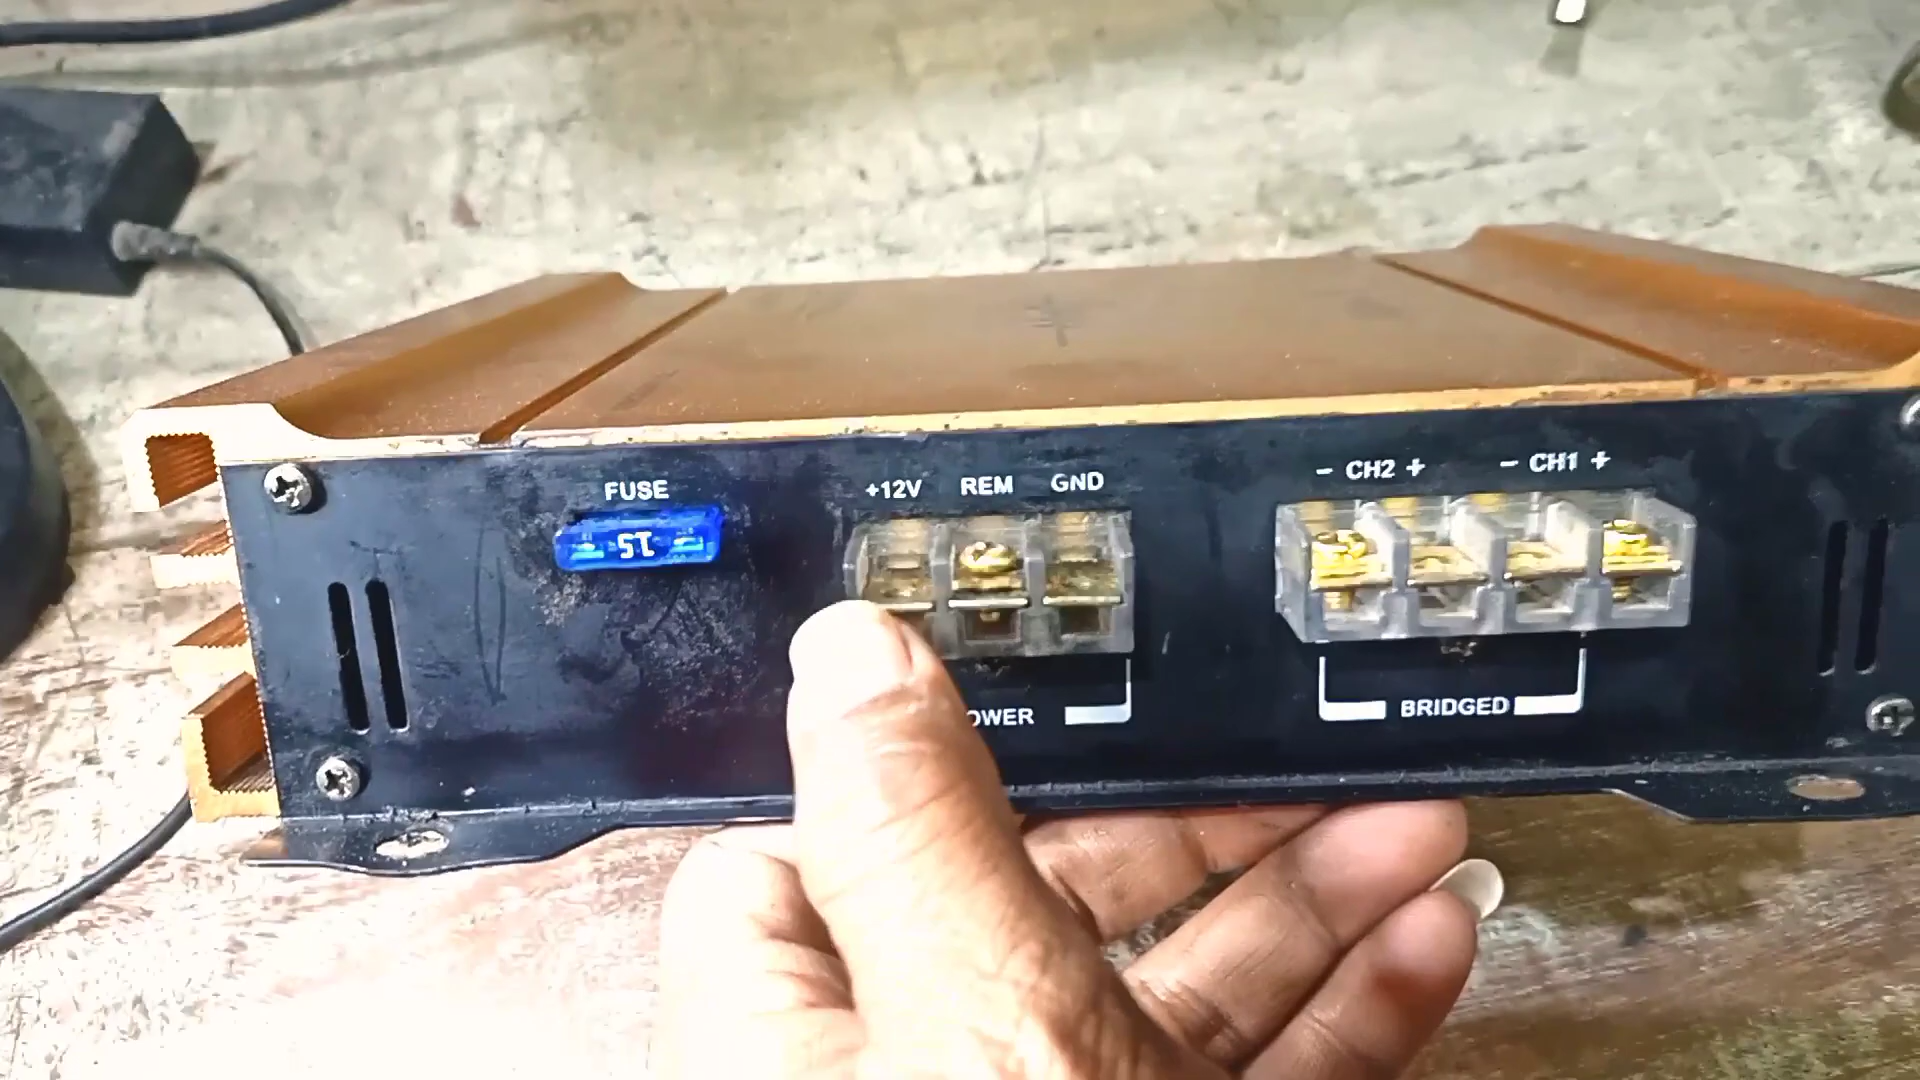 FUSE
15
+12V REM GND
- CH2 + - CH1 +
OWER
BRIDGED